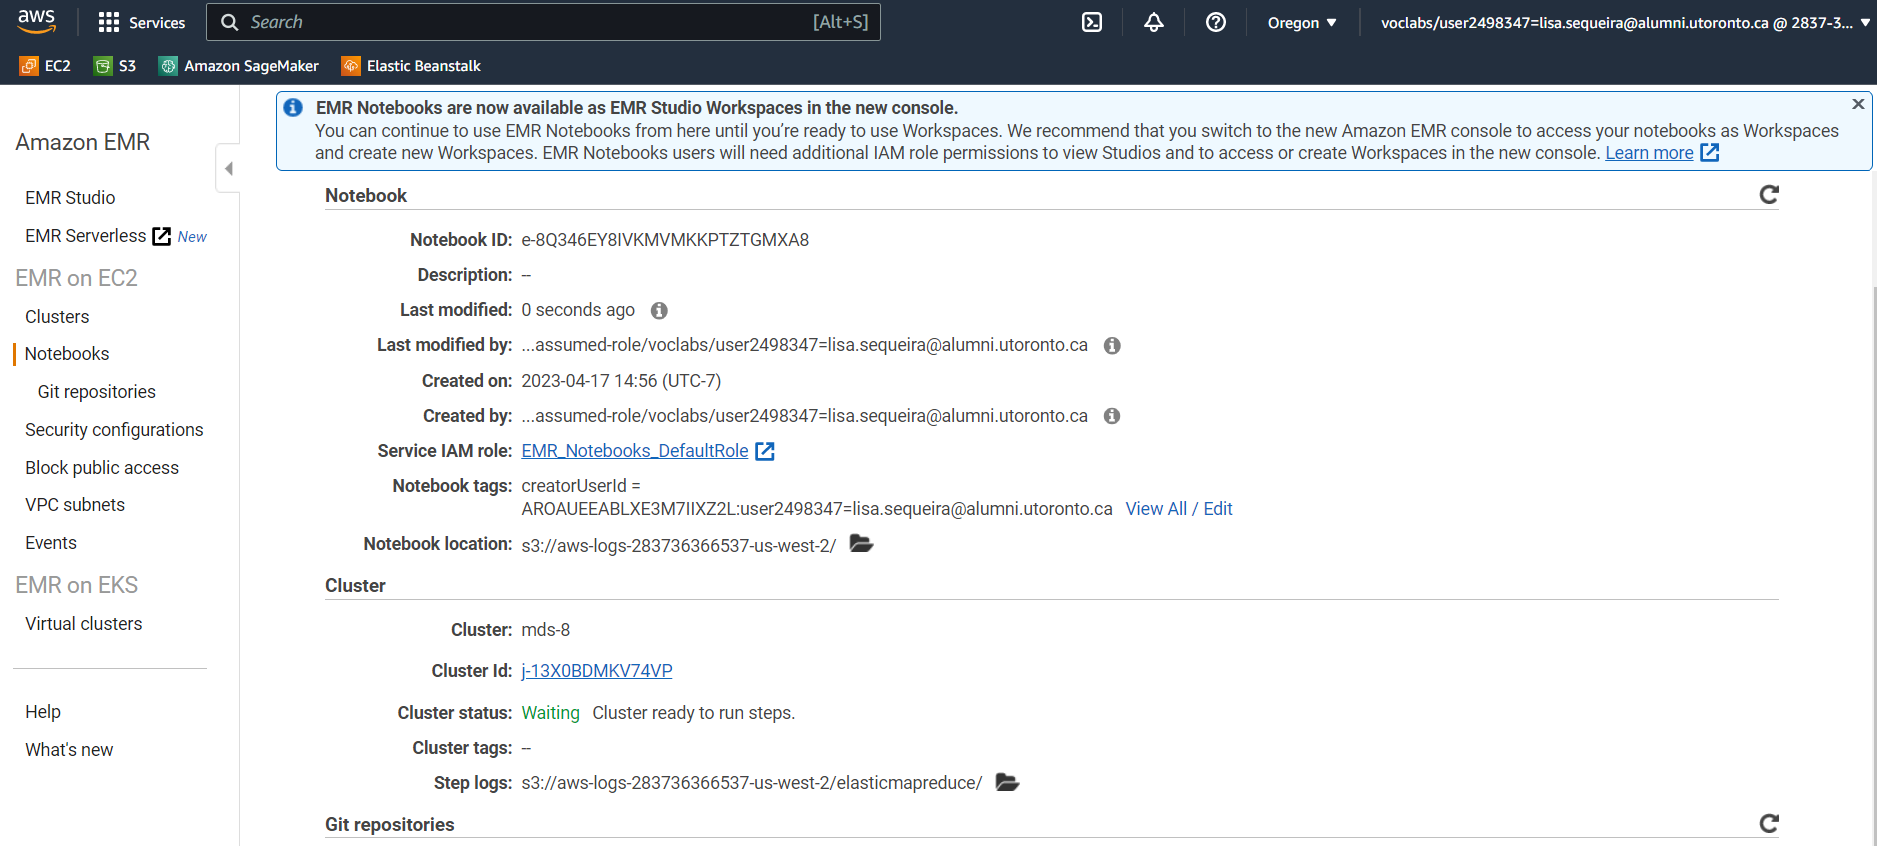 aws
Services
Search
[Alt+S]
Oregon
voclabs/user2498347=lisa.sequeira@alumni.utoronto.ca @ 2837-3...
EC2
S3
Amazon SageMaker
Elastic Beanstalk
Amazon EMR
EMR Studio
EMR Serverless New
EMR on EC2
Clusters
Notebooks
Git repositories
Security configurations
Block public access
VPC subnets
Events
EMR on EKS
Virtual clusters
Help
What's new
EMR Notebooks are now available as EMR Studio Workspaces in the new console.
You can continue to use EMR Notebooks from here until you’re ready to use Workspaces. We recommend that you switch to the new Amazon EMR console to access your notebooks as Workspaces
and create new Workspaces. EMR Notebooks users will need additional IAM role permissions to view Studios and to access or create Workspaces in the new console. Learn more
Notebook
Notebook ID: e-8Q346EY8IVKMVMKKPTZTGMXA8
Description: --
Last modified: 0 seconds ago
Last modified by: ...assumed-role/voclabs/user2498347=lisa.sequeira@alumni.utoronto.ca
Created on: 2023-04-17 14:56 (UTC-7)
Created by: ...assumed-role/voclabs/user2498347=lisa.sequeira@alumni.utoronto.ca
Service IAM role: EMR_Notebooks_DefaultRole
Notebook tags: creatorUserId =
AROAUEEABLXE3M7IIXZ2L:user2498347=lisa.sequeira@alumni.utoronto.ca View All / Edit
Notebook location: s3://aws-logs-283736366537-us-west-2/
Cluster
Cluster: mds-8
Cluster Id: j-13X0BDMKV74VP
Cluster status: Waiting Cluster ready to run steps.
Cluster tags: --
Step logs: s3://aws-logs-283736366537-us-west-2/elasticmapreduce/
Git repositories